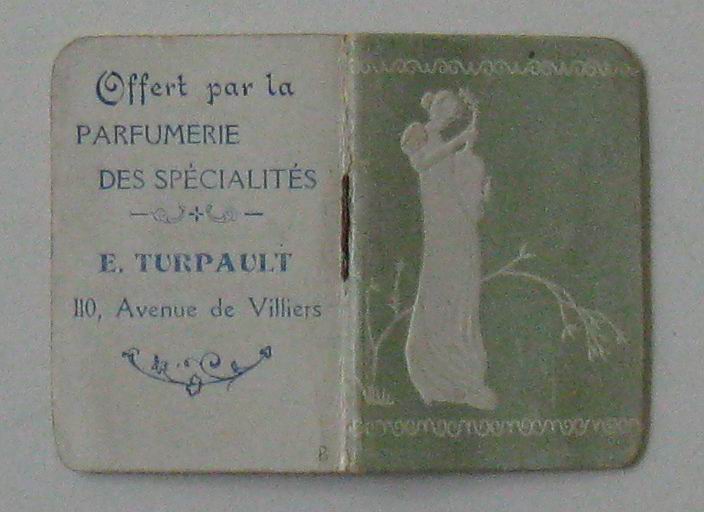 Offert par la
PARFUMERIE
DES SPÉCIALITÉS
E. TURPAULT
110, Avenue de Villiers